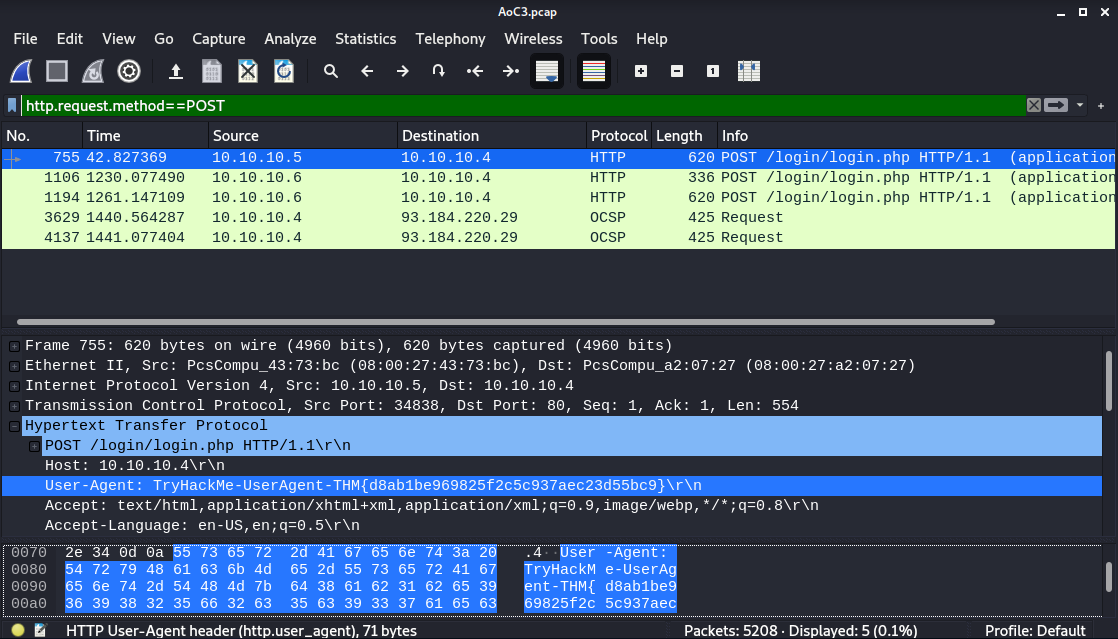 AoC3.pcap
File Edit View Go Capture Analyze Statistics Telephony Wireless Tools Help
http.request.method==POST
No. Time Source Destination Protocol Length Info
755 42.827369 10.10.10.5 10.10.10.4 HTTP 620 POST /login/login.php HTTP/1.1 (application
1106 1230.077490 10.10.10.6 10.10.10.4 HTTP 336 POST /login/login.php HTTP/1.1 (application
1194 1261.147109 10.10.10.6 10.10.10.4 HTTP 620 POST /login/login.php HTTP/1.1 (application
3629 1440.564287 10.10.10.4 93.184.220.29 OCSP 425 Request
4137 1441.077404 10.10.10.4 93.184.220.29 OCSP 425 Request
Frame 755: 620 bytes on wire (4960 bits), 620 bytes captured (4960 bits)
Ethernet II, Src: PcsCompu_43:73:bc (08:00:27:43:73:bc), Dst: PcsCompu_a2:07:27 (08:00:27:a2:07:27)
Internet Protocol Version 4, Src: 10.10.10.5, Dst: 10.10.10.4
Transmission Control Protocol, Src Port: 34838, Dst Port: 80, Seq: 1, Ack: 1, Len: 554
Hypertext Transfer Protocol
POST /login/login.php HTTP/1.1\r\n
Host: 10.10.10.4\r\n
User-Agent: TryHackMe-UserAgent-THM{d8ab1be969825f2c5c937aec23d55bc9}\r\n
Accept: text/html,application/xhtml+xml,application/xml;q=0.9,image/webp,*/*;q=0.8\r\n
Accept-Language: en-US,en;q=0.5\r\n
0070 2e 34 0d 0a 55 73 65 72 2d 41 67 65 6e 74 3a 20 .4··User -Agent:
0080 54 72 79 48 61 63 6b 4d 65 2d 55 73 65 72 41 67 TryHackM e-UserAg
0090 65 6e 74 2d 54 48 4d 7b 64 38 61 62 31 62 65 39 ent-THM{ d8ab1be9
00a0 36 39 38 32 35 66 32 63 35 63 39 33 37 61 65 63 69825f2c 5c937aec
HTTP User-Agent header (http.user_agent), 71 bytes Packets: 5208 · Displayed: 5 (0.1%) Profile: Default